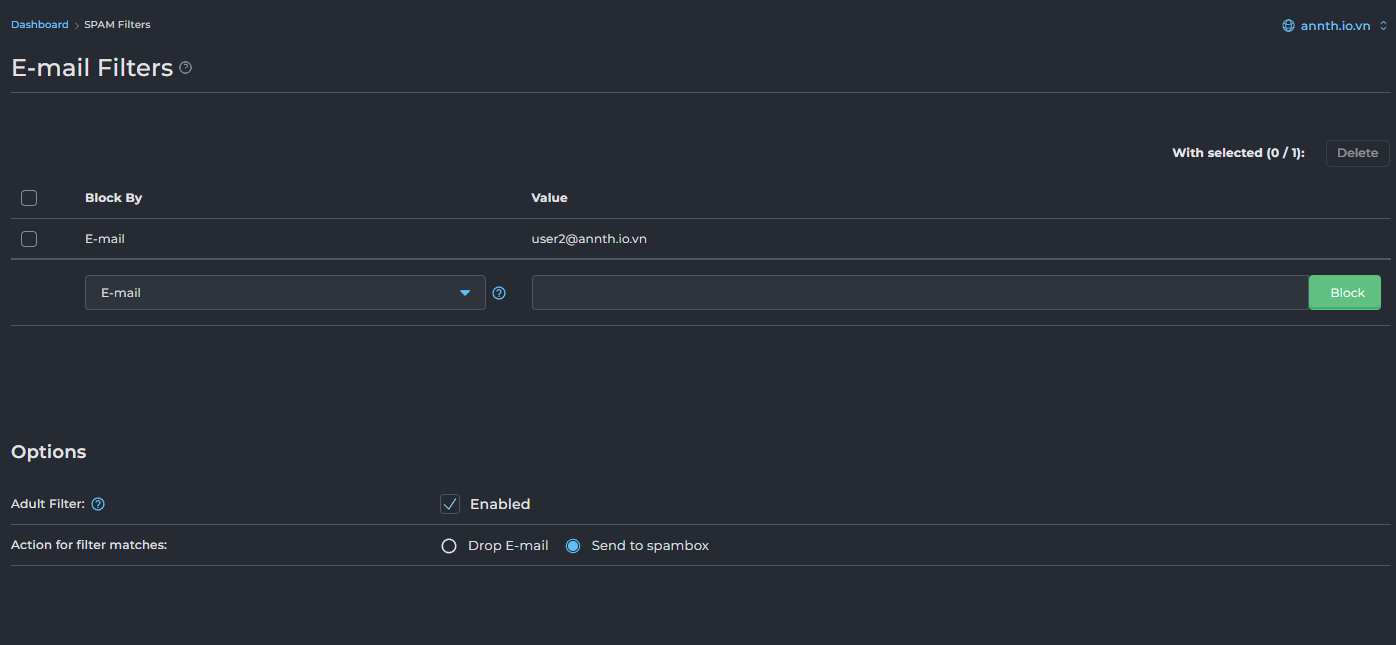 Dashboard > SPAM Filters
annth.io.vn
E-mail Filters
With selected (0 / 1): Delete
Block By Value
E-mail user2@annth.io.vn
E-mail Block
Options
Adult Filter: Enabled
Action for filter matches: Drop E-mail Send to spambox